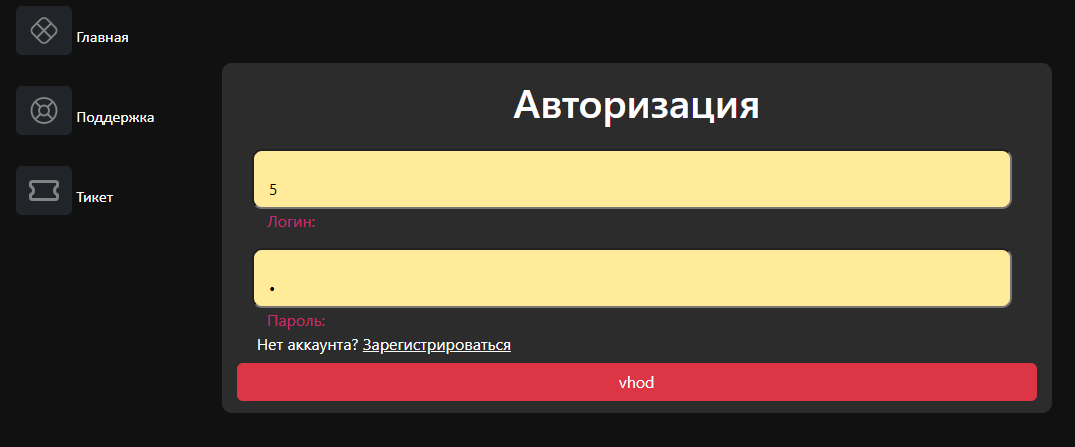 Главная
Поддержка
Тикет
Авторизация
5
Логин:
•
Пароль:
Нет аккаунта? Зарегистрироваться
vhod